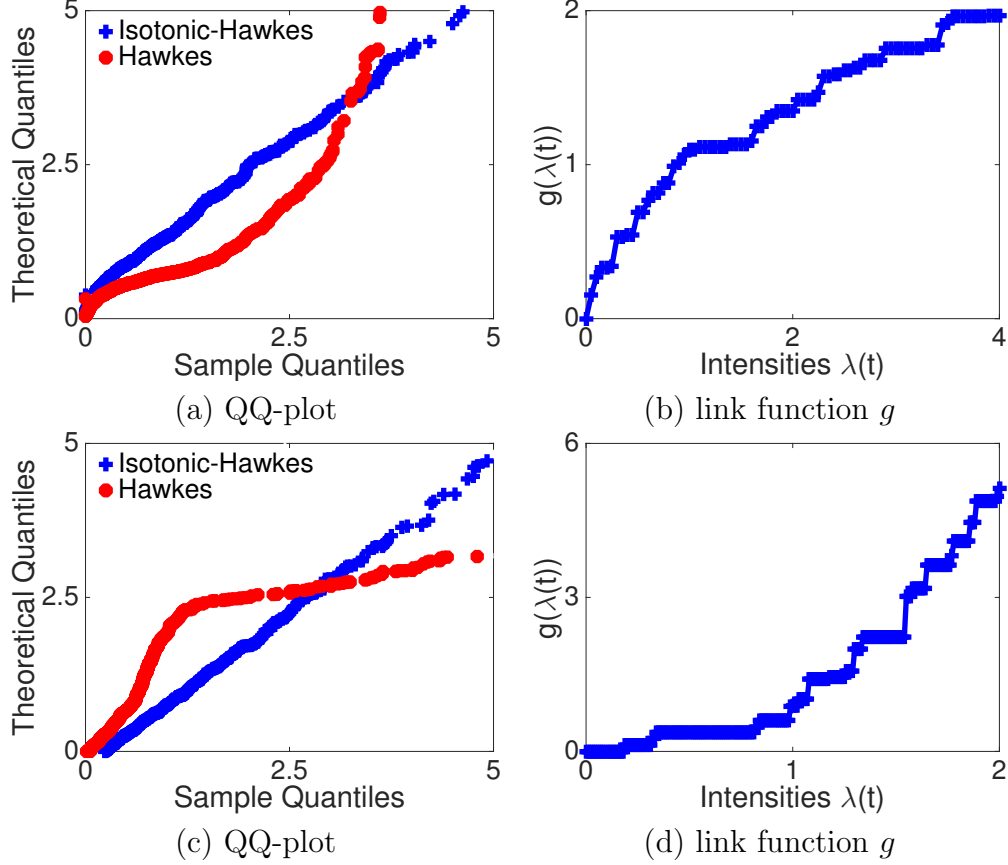 5
Isotonic-Hawkes
Hawkes
Theoretical Quantiles
2.5
0
0 2.5 5
Sample Quantiles
(a) QQ-plot
2
g(λ(t))
1
0
0 2 4
Intensities λ(t)
(b) link function g
5
Isotonic-Hawkes
Hawkes
Theoretical Quantiles
2.5
0
0 2.5 5
Sample Quantiles
(c) QQ-plot
6
g(λ(t))
3
0
0 1 2
Intensities λ(t)
(d) link function g